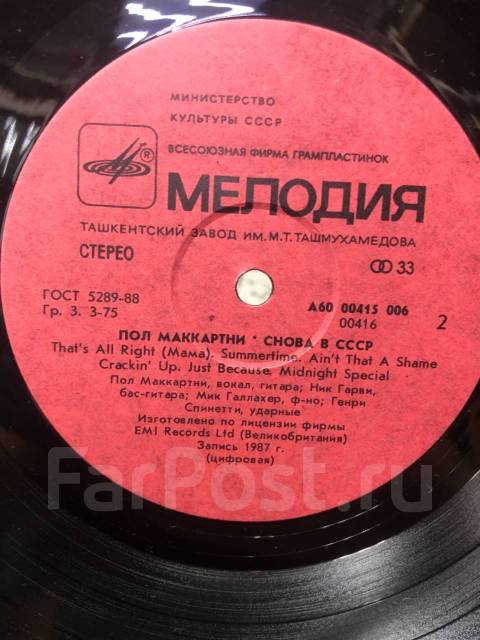 МИНИСТЕРСТВО
КУЛЬТУРЫ СССР
ВСЕСОЮЗНАЯ ФИРМА ГРАМПЛАСТИНОК
R
МЕЛОДИЯ
ТАШКЕНТСКИЙ ЗАВОД ИМ. М.Т. ТАШМУХАМЕДОВА
СТЕРЕО
33
ГОСТ 5289-88
Гр. 3. 3-75
А60 00415 006
00416
2
ПОЛ МАККАРТНИ · СНОВА В СССР
That's All Right (Мама). Summertime. Ain't That A Shame
Crackin' Up. Just Because. Midnight Special
Пол Маккартни, вокал, гитара; Ник Гарви,
бас-гитара; Мик Галлахер, ф-но; Генри
Спинетти, ударные
Изготовлено по лицензии фирмы
EMI Records Ltd (Великобритания)
Запись 1987 г.
(цифровая)
FarPost.ru